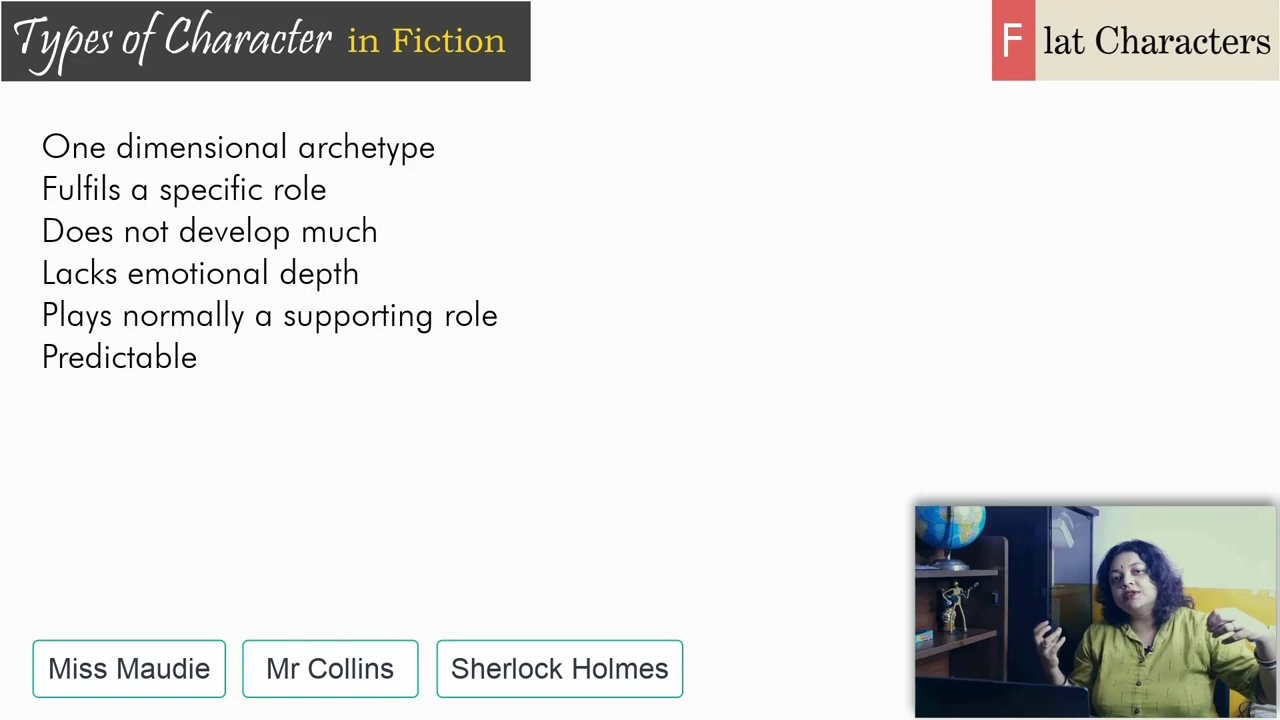 Types of Character in Fiction
Flat Characters
One dimensional archetype
Fulfils a specific role
Does not develop much
Lacks emotional depth
Plays normally a supporting role
Predictable
Miss Maudie
Mr Collins
Sherlock Holmes